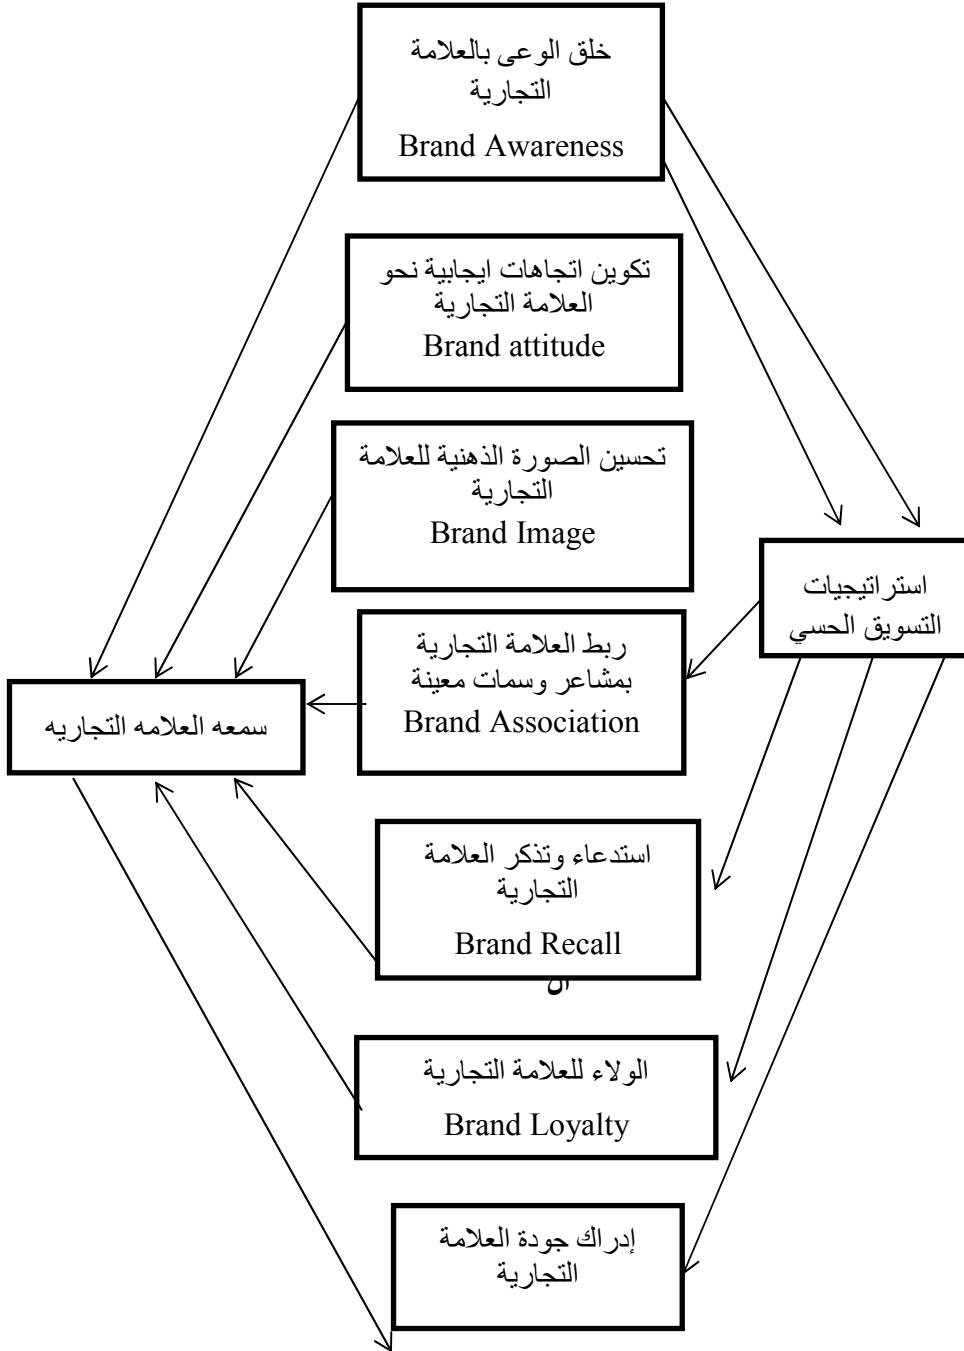 خلق الوعى بالعلامة
التجارية
Brand Awareness
تكوين اتجاهات ايجابية نحو
العلامة التجارية
Brand attitude
تحسين الصورة الذهنية للعلامة
التجارية
Brand Image
استراتيجيات
التسويق الحسي
ربط العلامة التجارية
بمشاعر وسمات معينة
Brand Association
سمعه العلامه التجاريه
استدعاء وتذكر العلامة
التجارية
Brand Recall
الولاء للعلامة التجارية
Brand Loyalty
إدراك جودة العلامة
التجارية